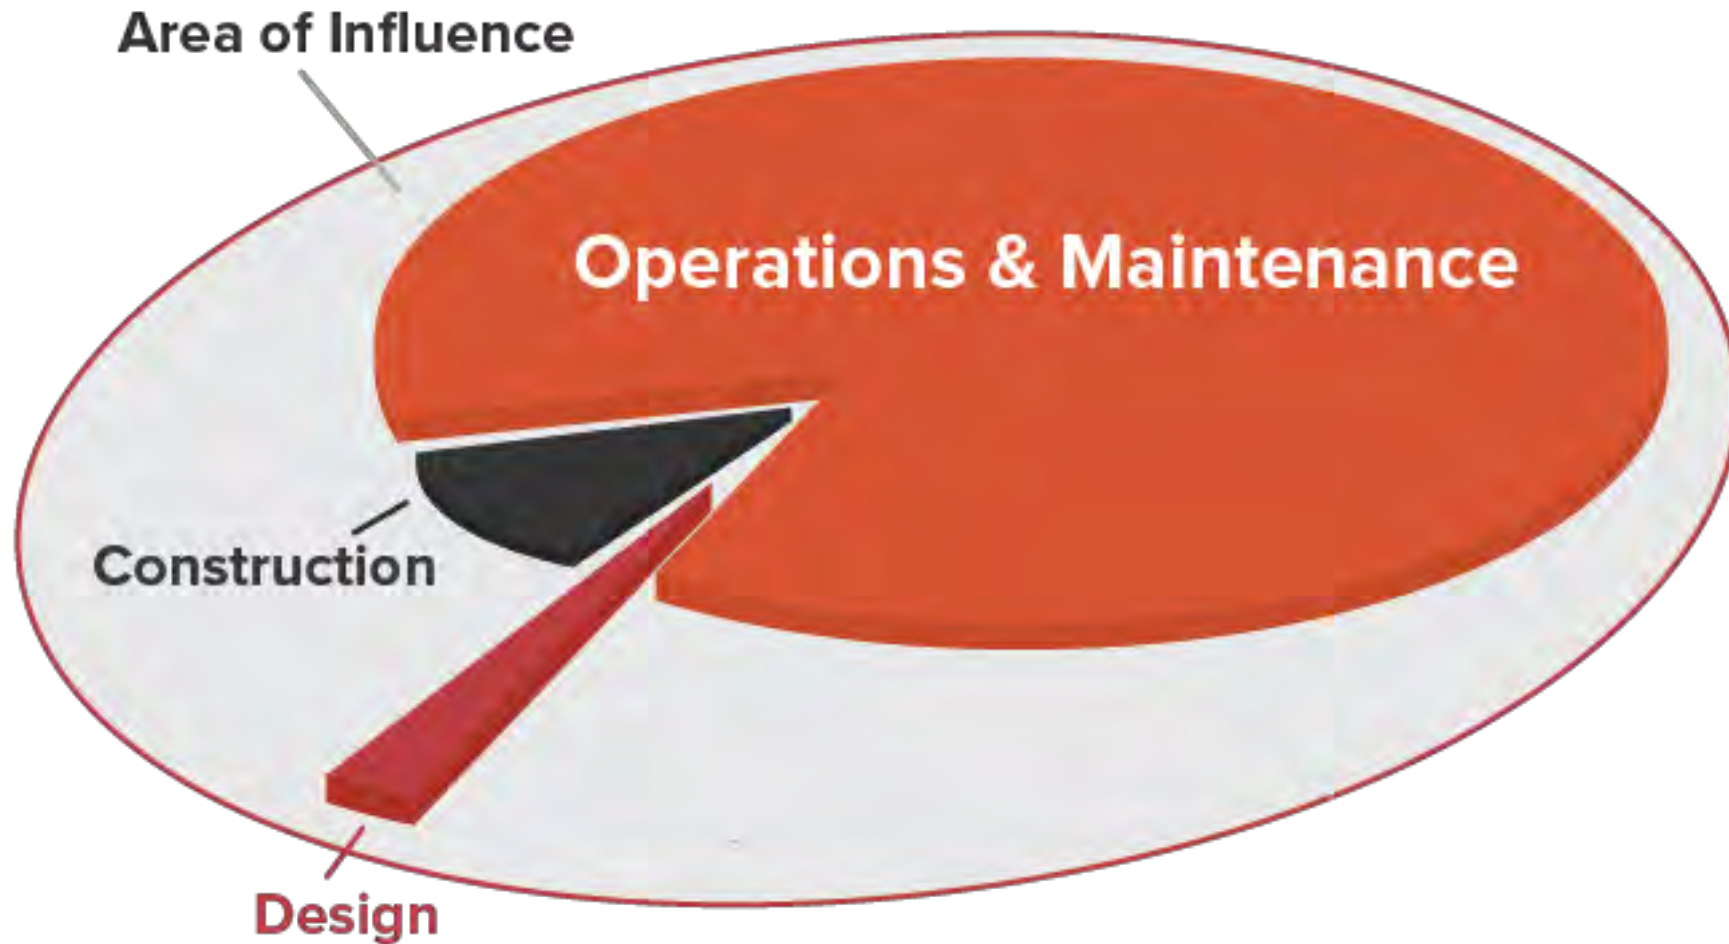 Area of Influence
Operations & Maintenance
Construction
Design